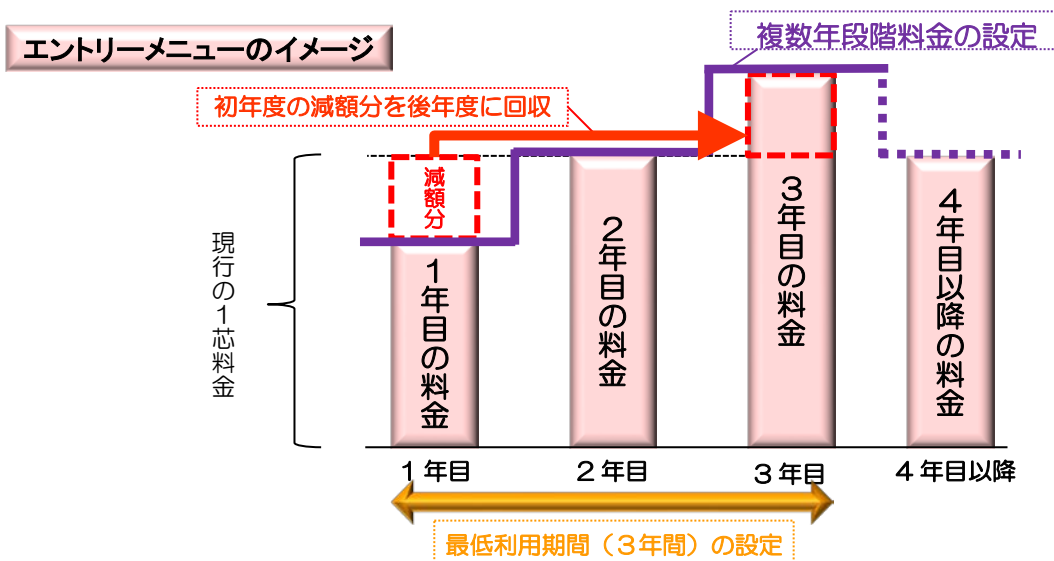 エントリーメニューのイメージ
複数年段階料金の設定
初年度の減額分を後年度に回収
減額分
現行の１芯料金
１年目の料金
２年目の料金
３年目の料金
４年目以降の料金
１年目
２年目
３年目
４年目以降
最低利用期間（３年間）の設定